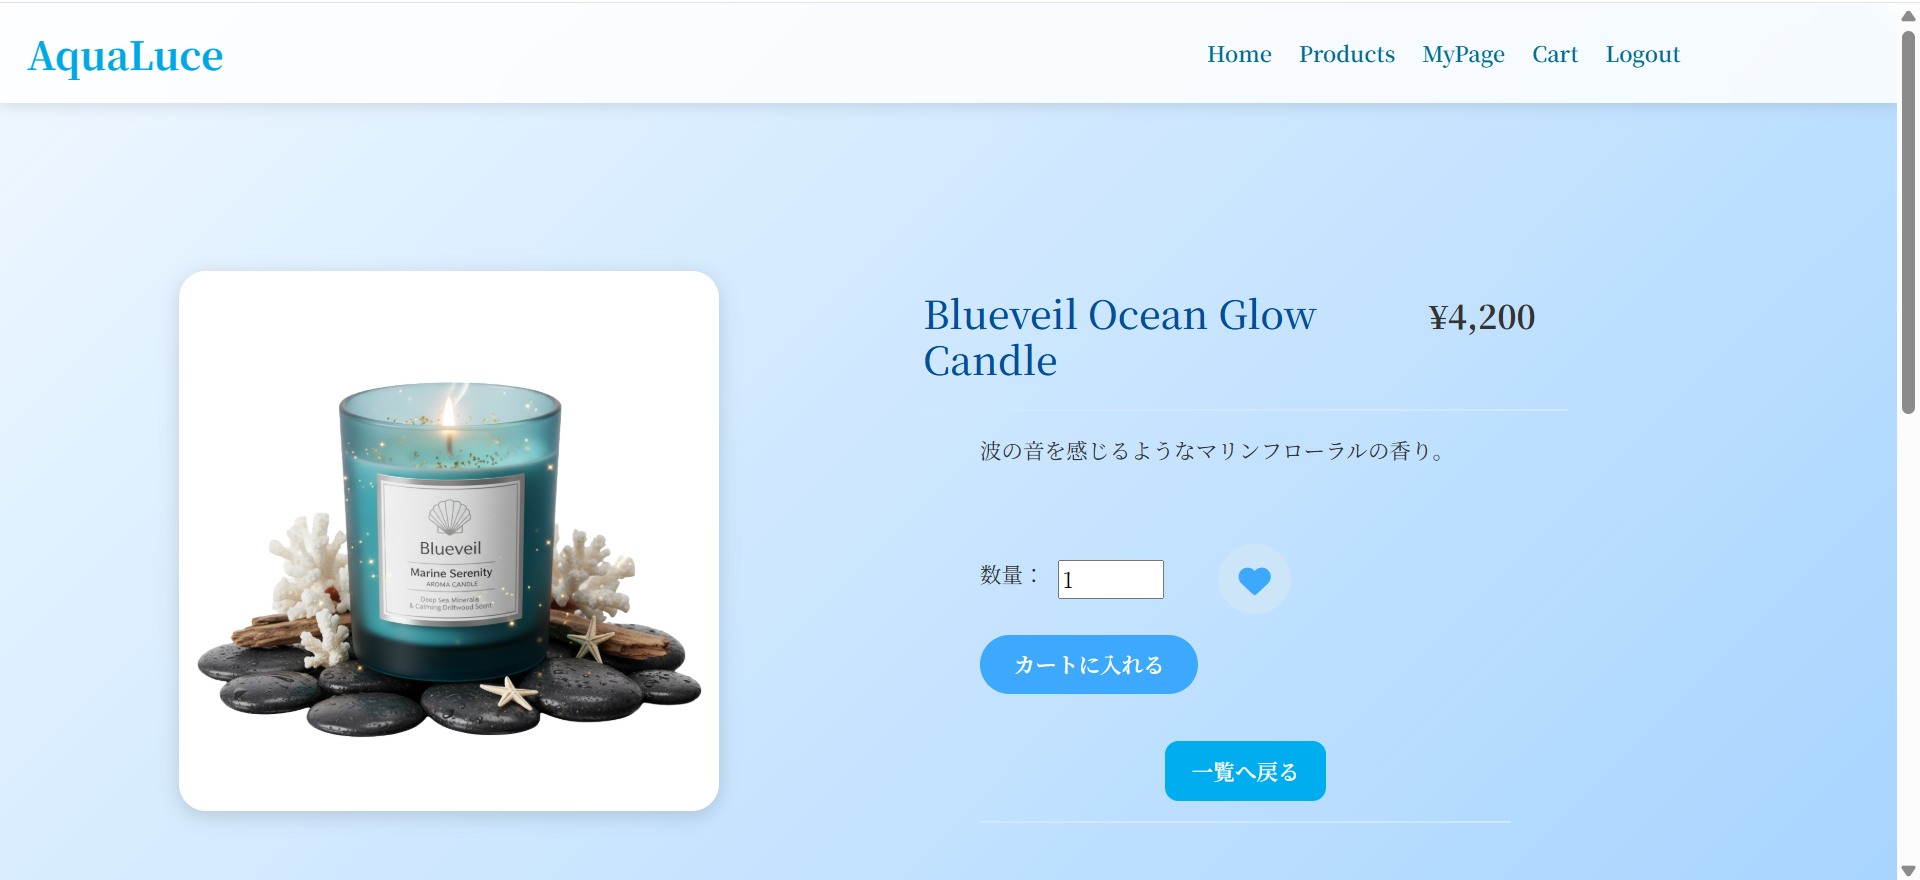 AquaLuce
Home Products MyPage Cart Logout
Blueveil Ocean Glow
Candle
¥4,200
波の音を感じるようなマリンフローラルの香り。
数量： 1
カートに入れる
一覧へ戻る
Blueveil
Marine Serenity
AROMA CANDLE
Deep Sea Minerals
& Calming Driftwood Scent